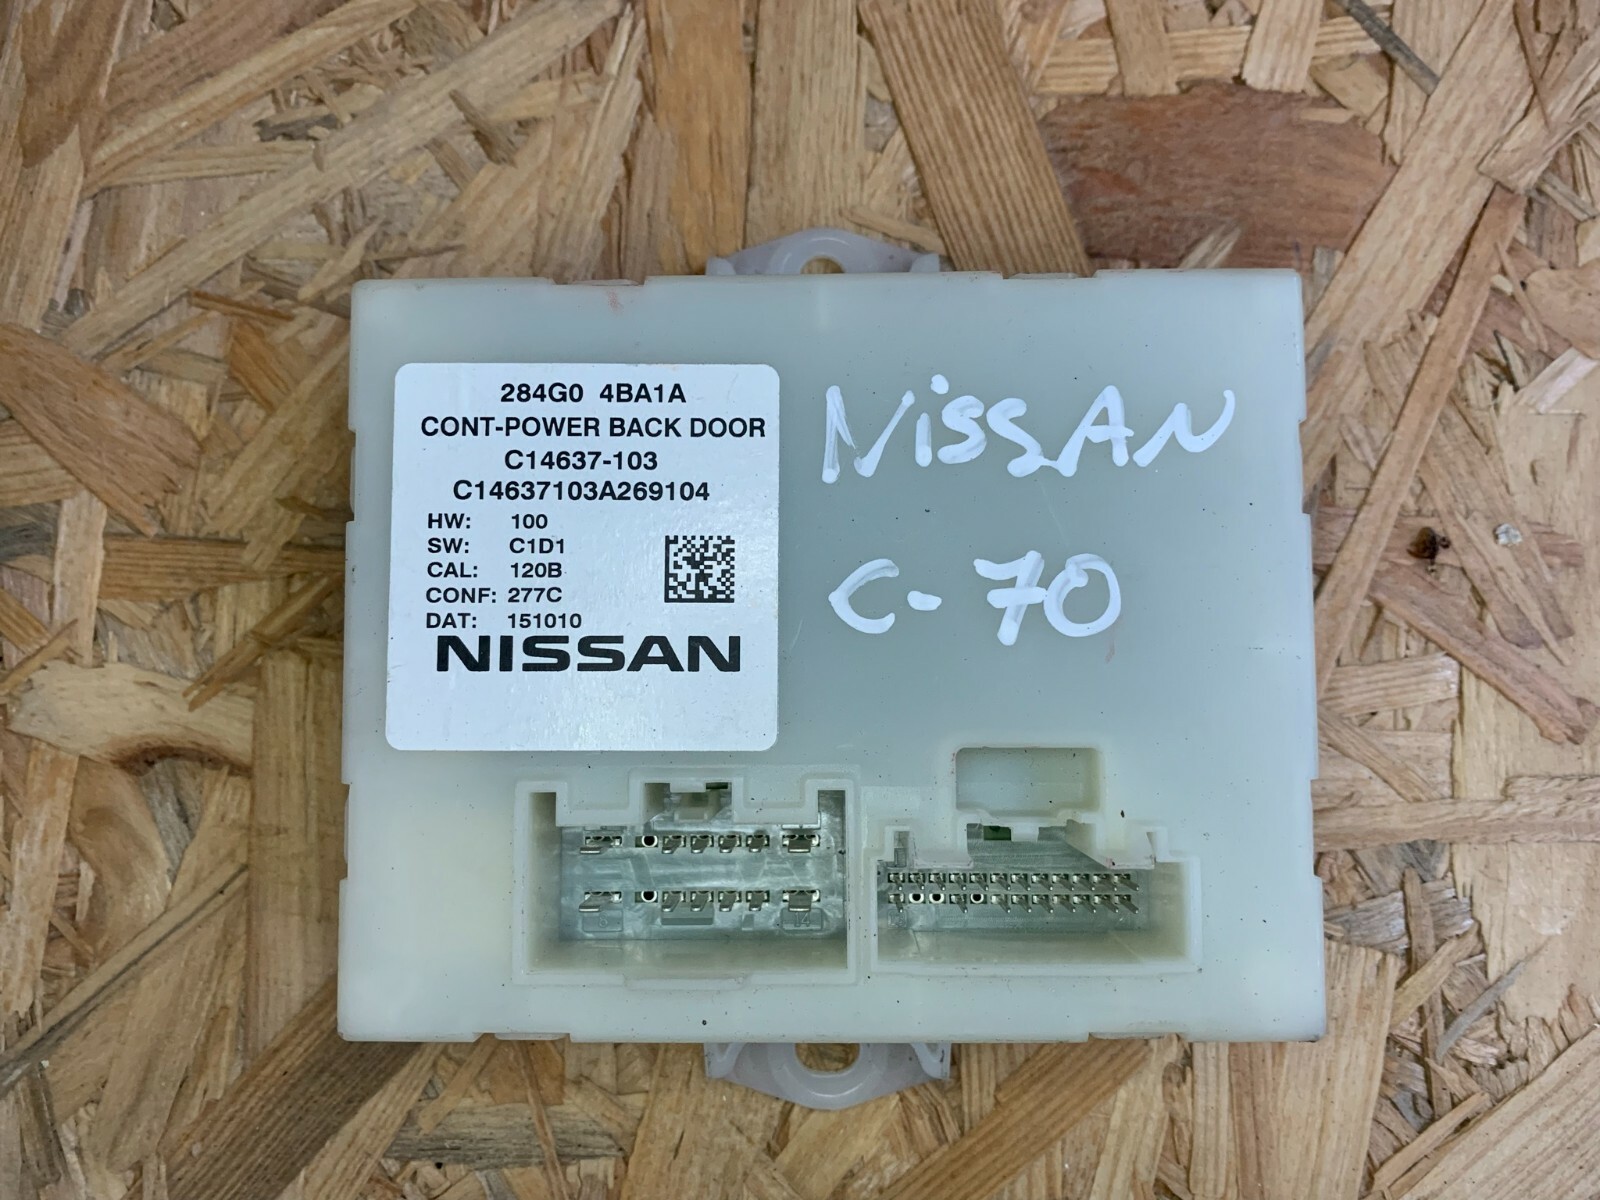 284G0 4BA1A
CONT-POWER BACK DOOR
C14637-103
C14637103A269104
HW: 100
SW: C1D1
CAL: 120B
CONF: 277C
DAT: 151010
NISSAN
NiSSAN
C-70